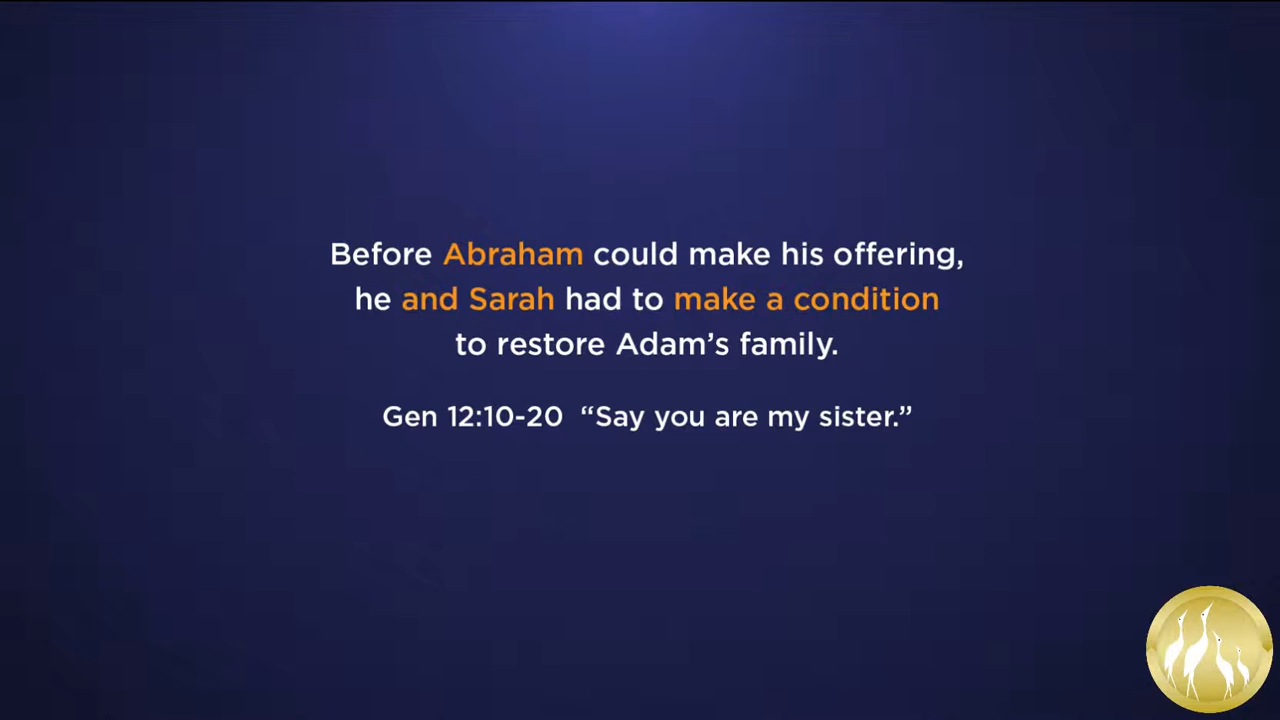 Before Abraham could make his offering,
he and Sarah had to make a condition
to restore Adam’s family.
Gen 12:10-20 “Say you are my sister.”